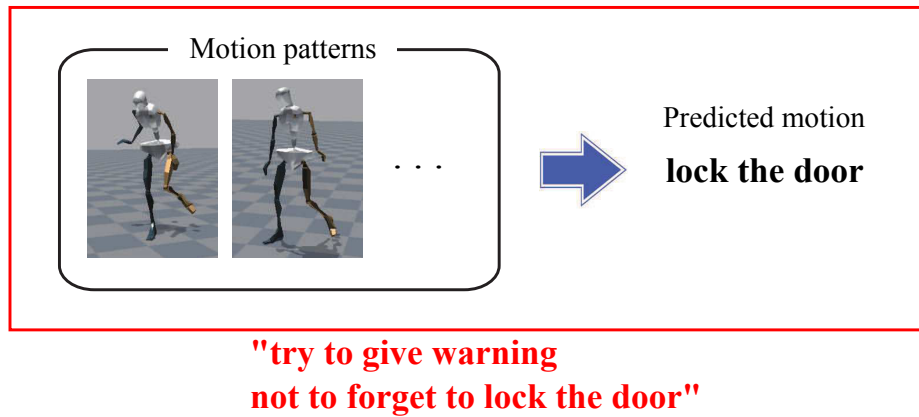 Motion patterns
. . .
Predicted motion
lock the door
"try to give warning
not to forget to lock the door"